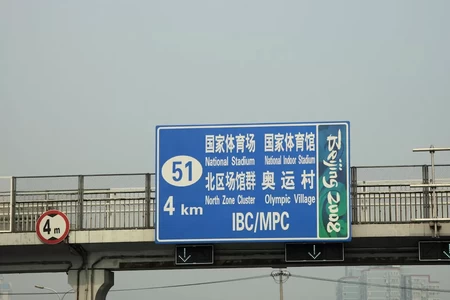 国家体育场 国家体育馆
National Stadium National Indoor Stadium
51
北区场馆群 奥运村
North Zone Cluster Olympic Village
4 km
IBC/MPC
Beijing 2008
4 m